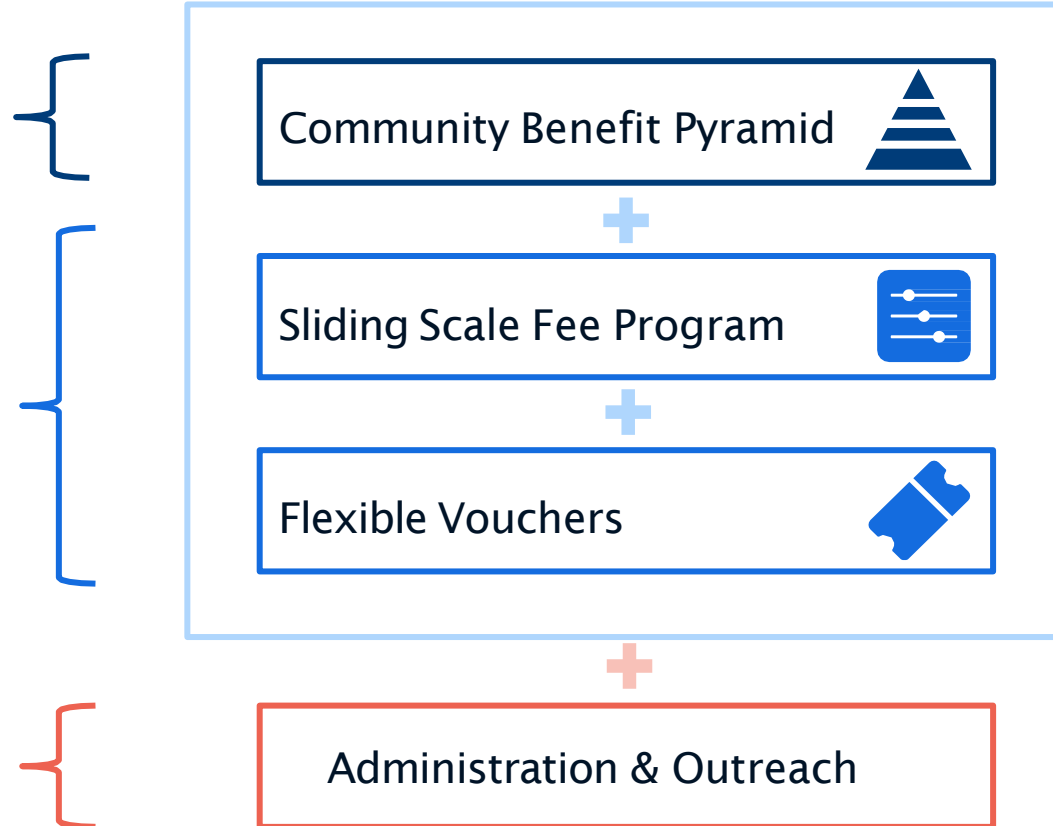 Community Benefit Pyramid
Sliding Scale Fee Program
Flexible Vouchers
Administration & Outreach